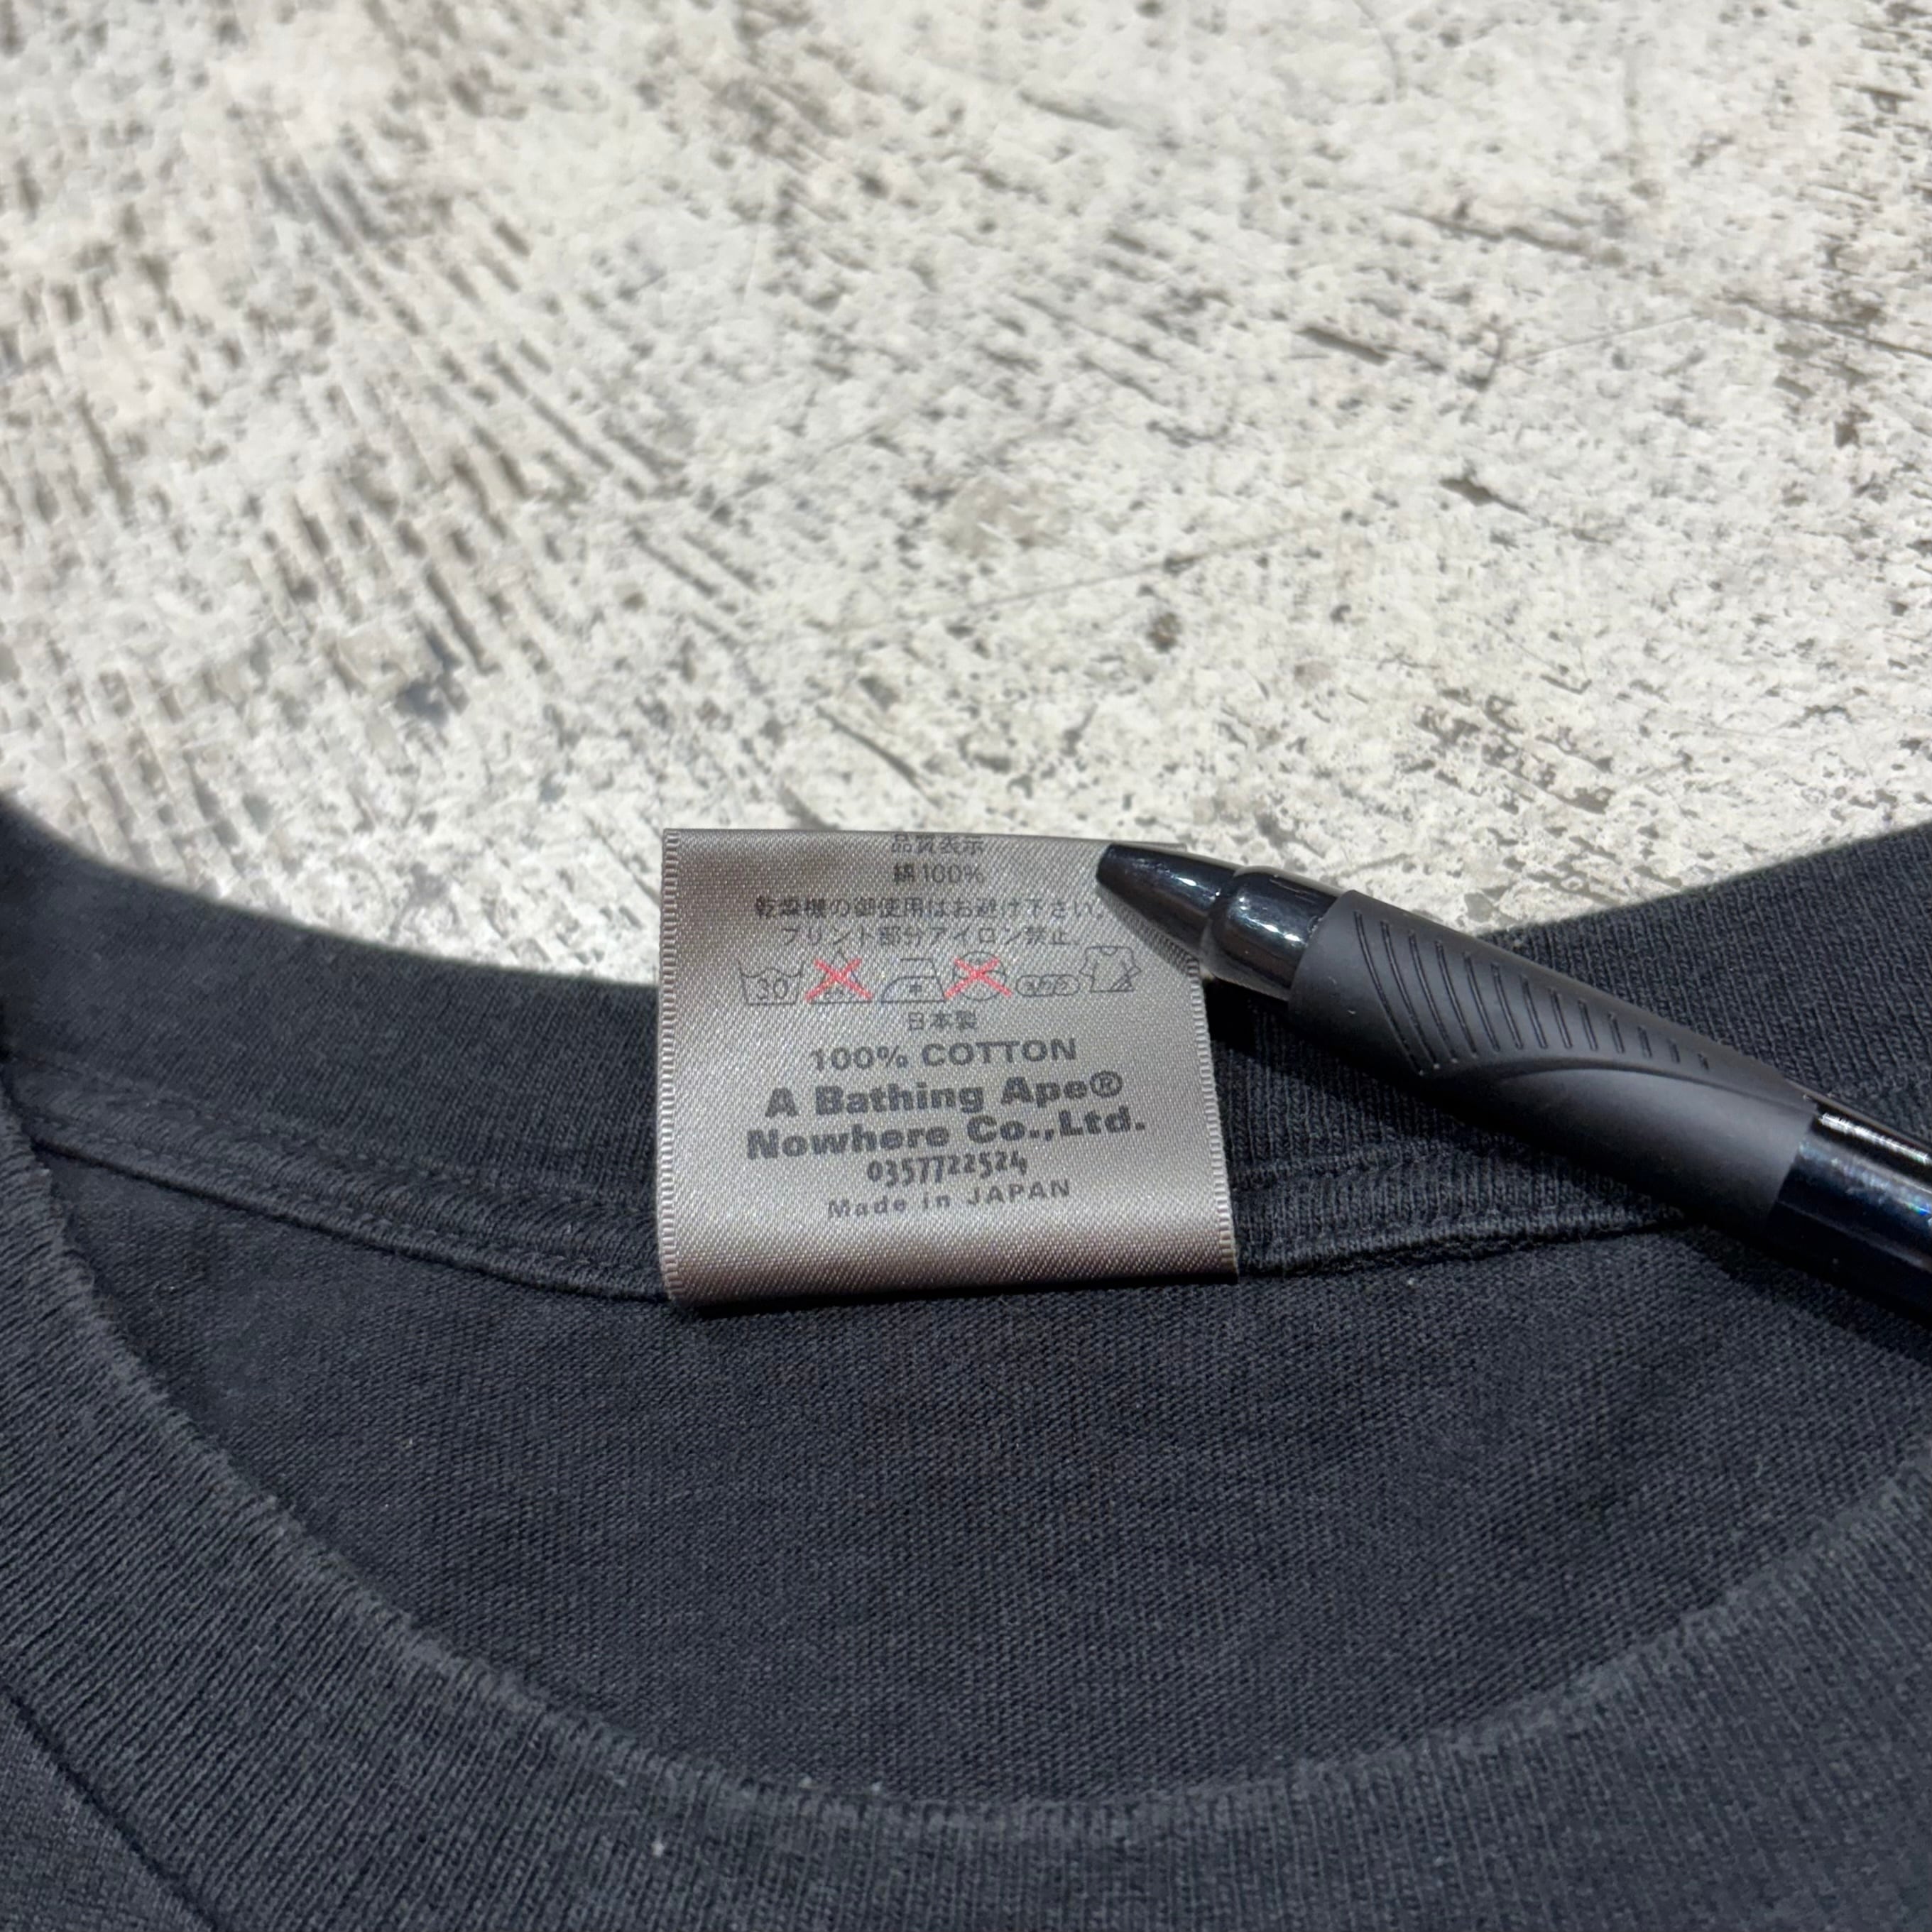 品質表示
綿100%
乾燥機の御使用はお避け下さい
プリント部分アイロン禁止。
30
日本製
100% COTTON
A Bathing Ape®
Nowhere Co.,Ltd.
0357722524
Made in JAPAN